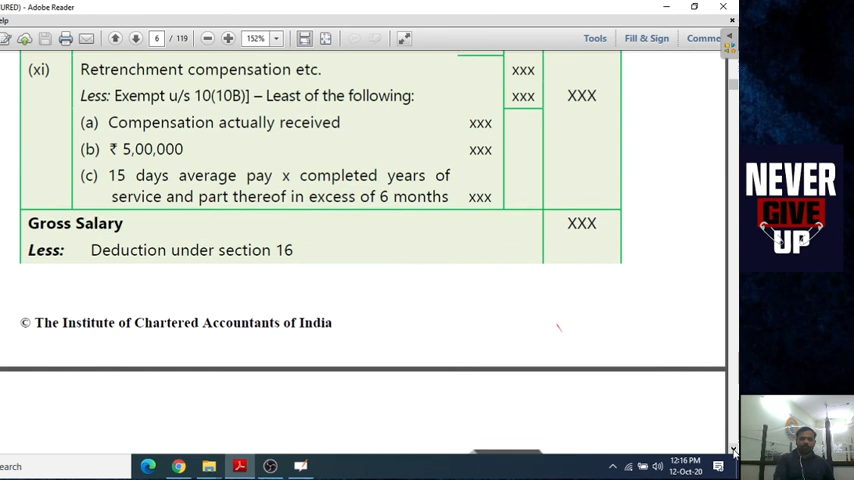 URED) - Adobe Reader
elp
6 / 119
152%
Tools
Fill & Sign
Comme
(xi) Retrenchment compensation etc. xxx
Less: Exempt u/s 10(10B)] – Least of the following: xxx XXX
(a) Compensation actually received xxx
(b) ₹ 5,00,000 xxx
(c) 15 days average pay x completed years of
service and part thereof in excess of 6 months xxx
Gross Salary XXX
Less: Deduction under section 16
© The Institute of Chartered Accountants of India
NEVER
GIVE
UP
earch
12:16 PM
12-Oct-20